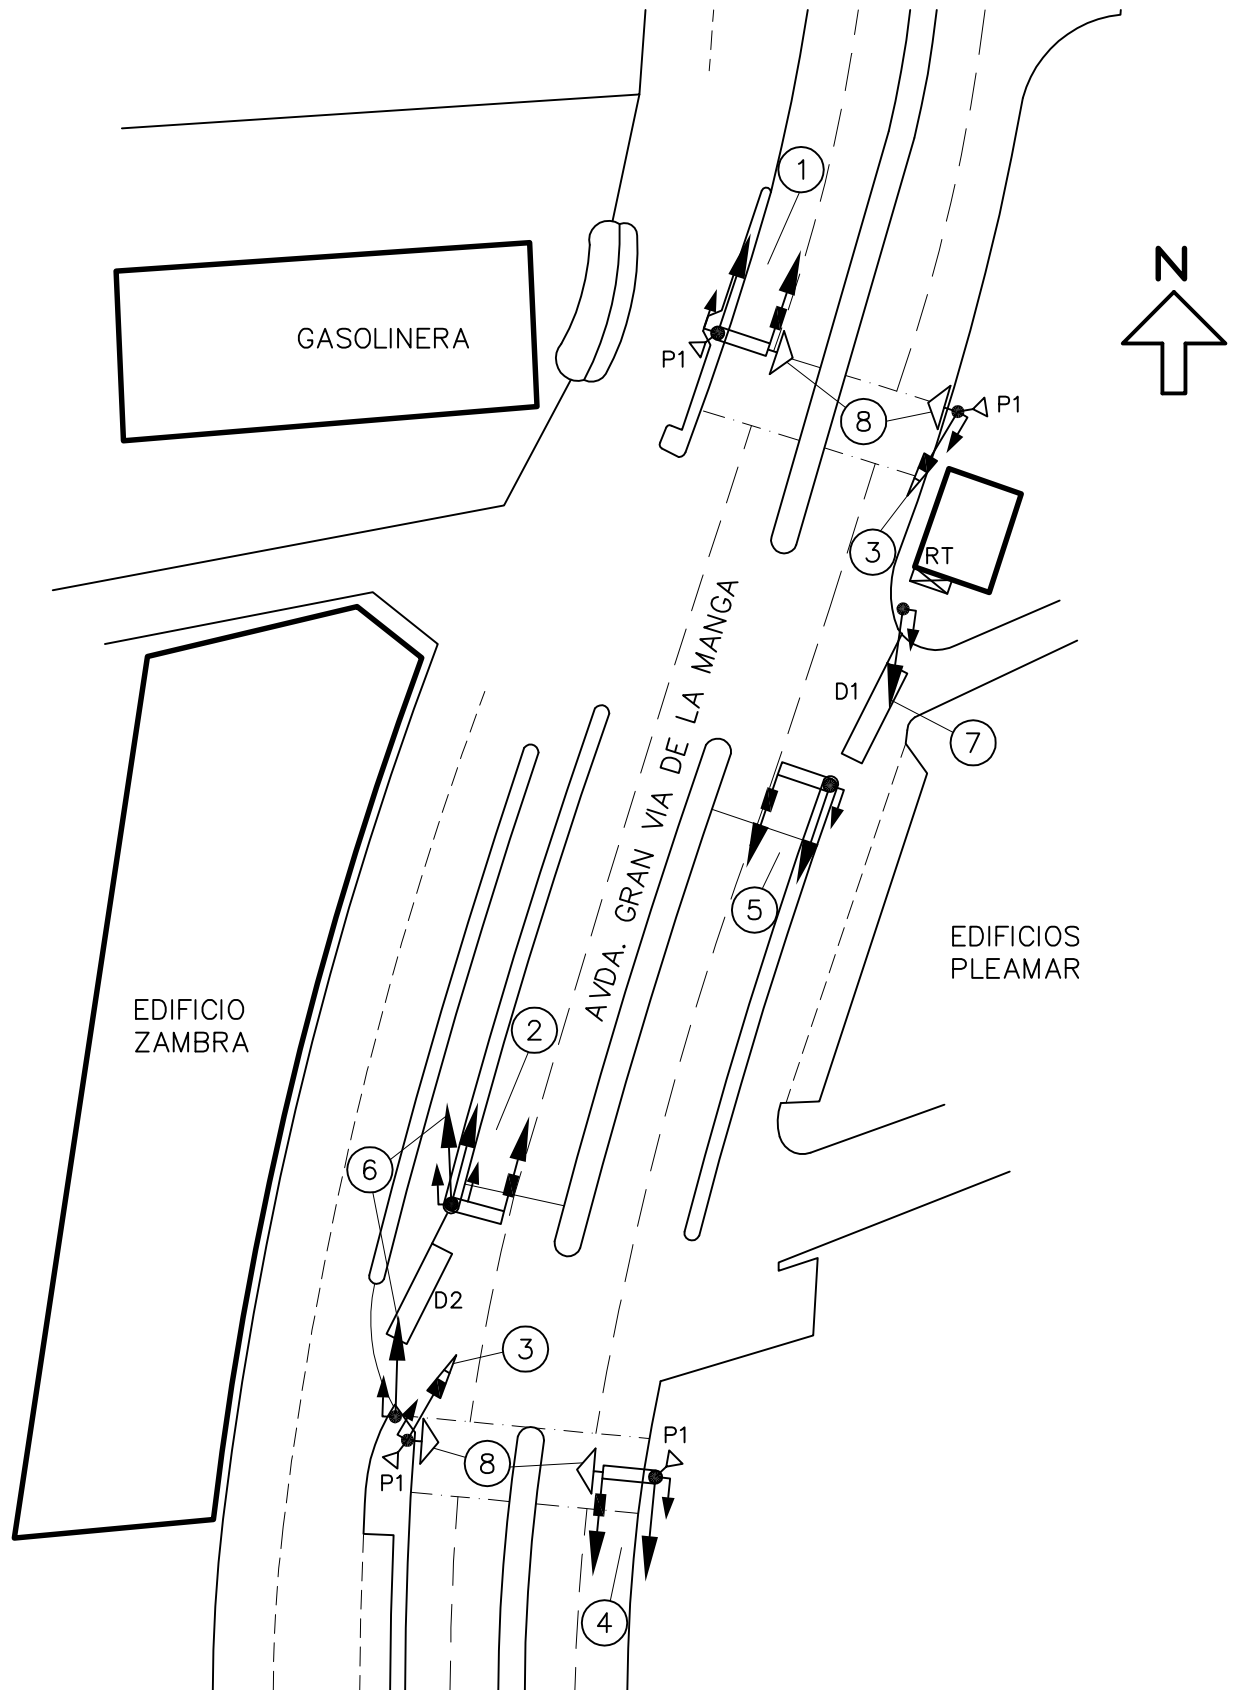 1
N
GASOLINERA
P1
8
P1
3
RT
AVDA. GRAN VIA DE LA MANGA
D1
7
5
EDIFICIOS
PLEAMAR
EDIFICIO
ZAMBRA
2
6
D2
3
P1
8
P1
4